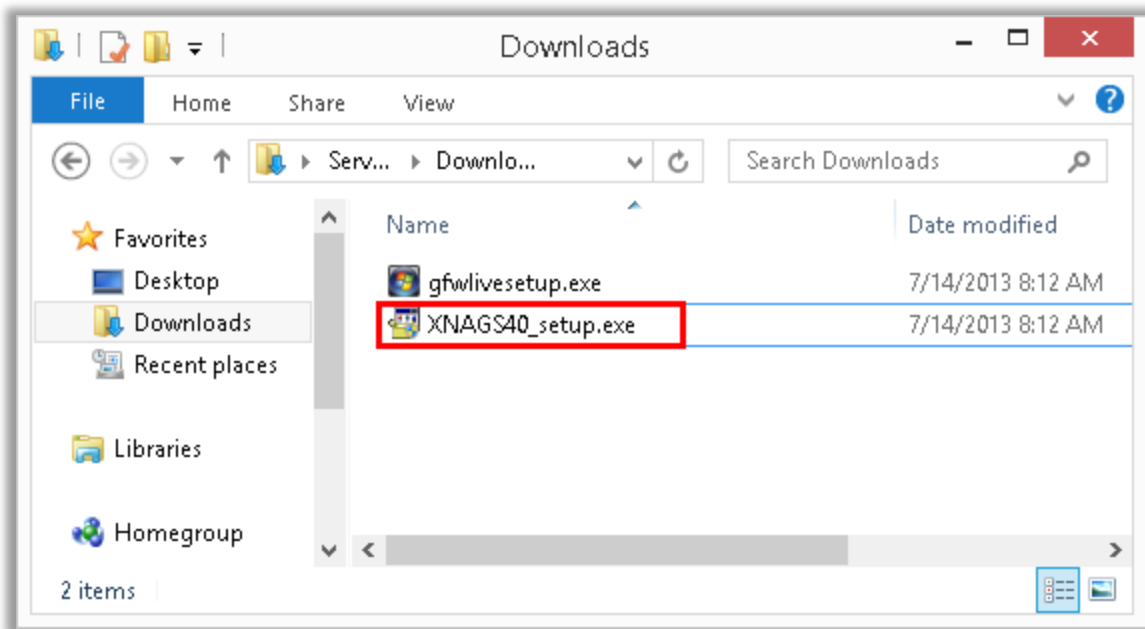 Downloads
File Home Share View
Serv... Downlo... Search Downloads
Name Date modified
Favorites
Desktop
Downloads
Recent places
Libraries
Homegroup
gfwlivesetup.exe 7/14/2013 8:12 AM
XNAGS40_setup.exe 7/14/2013 8:12 AM
2 items